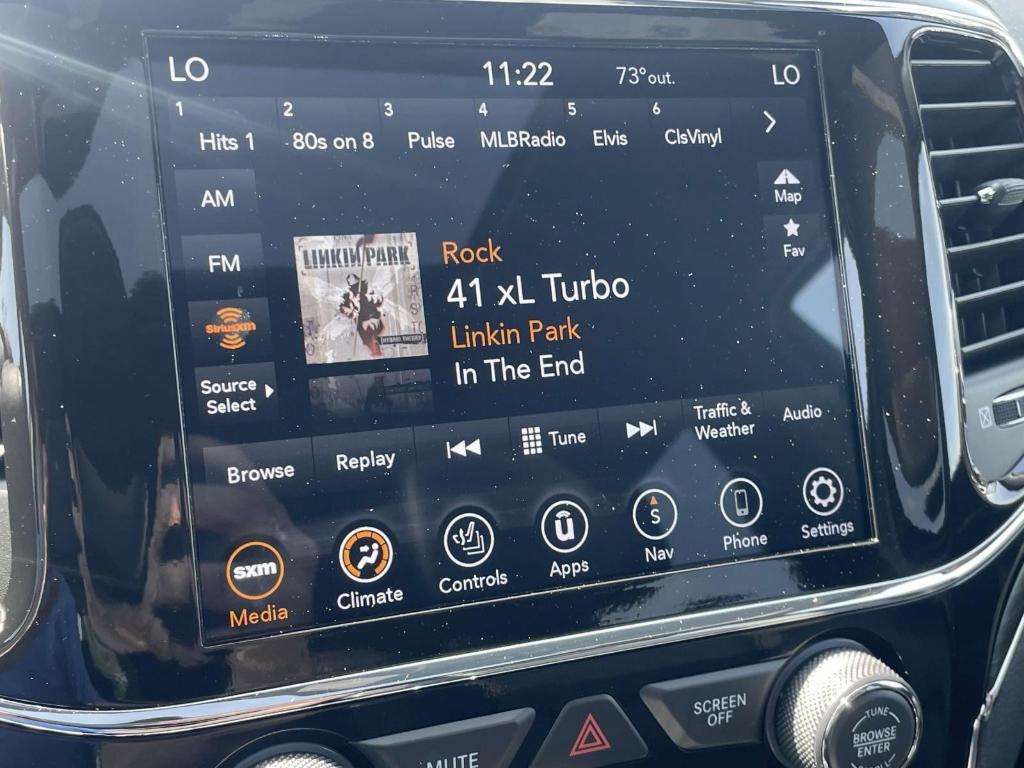 LO 11:22 73°out. LO
1 2 3 4 5 6
Hits 1 80s on 8 Pulse MLBRadio Elvis ClsVinyl
AM
Map
FM
Fav
LINKIN PARK
HYBRID THEORY
Rock
41 xL Turbo
Linkin Park
In The End
SiriusXM
Source
Select
Browse Replay Tune Traffic &
Weather Audio
sxm
Media
Climate
Controls
Apps
S
Nav
Phone
Settings
MUTE
SCREEN
OFF
TUNE
BROWSE
ENTER